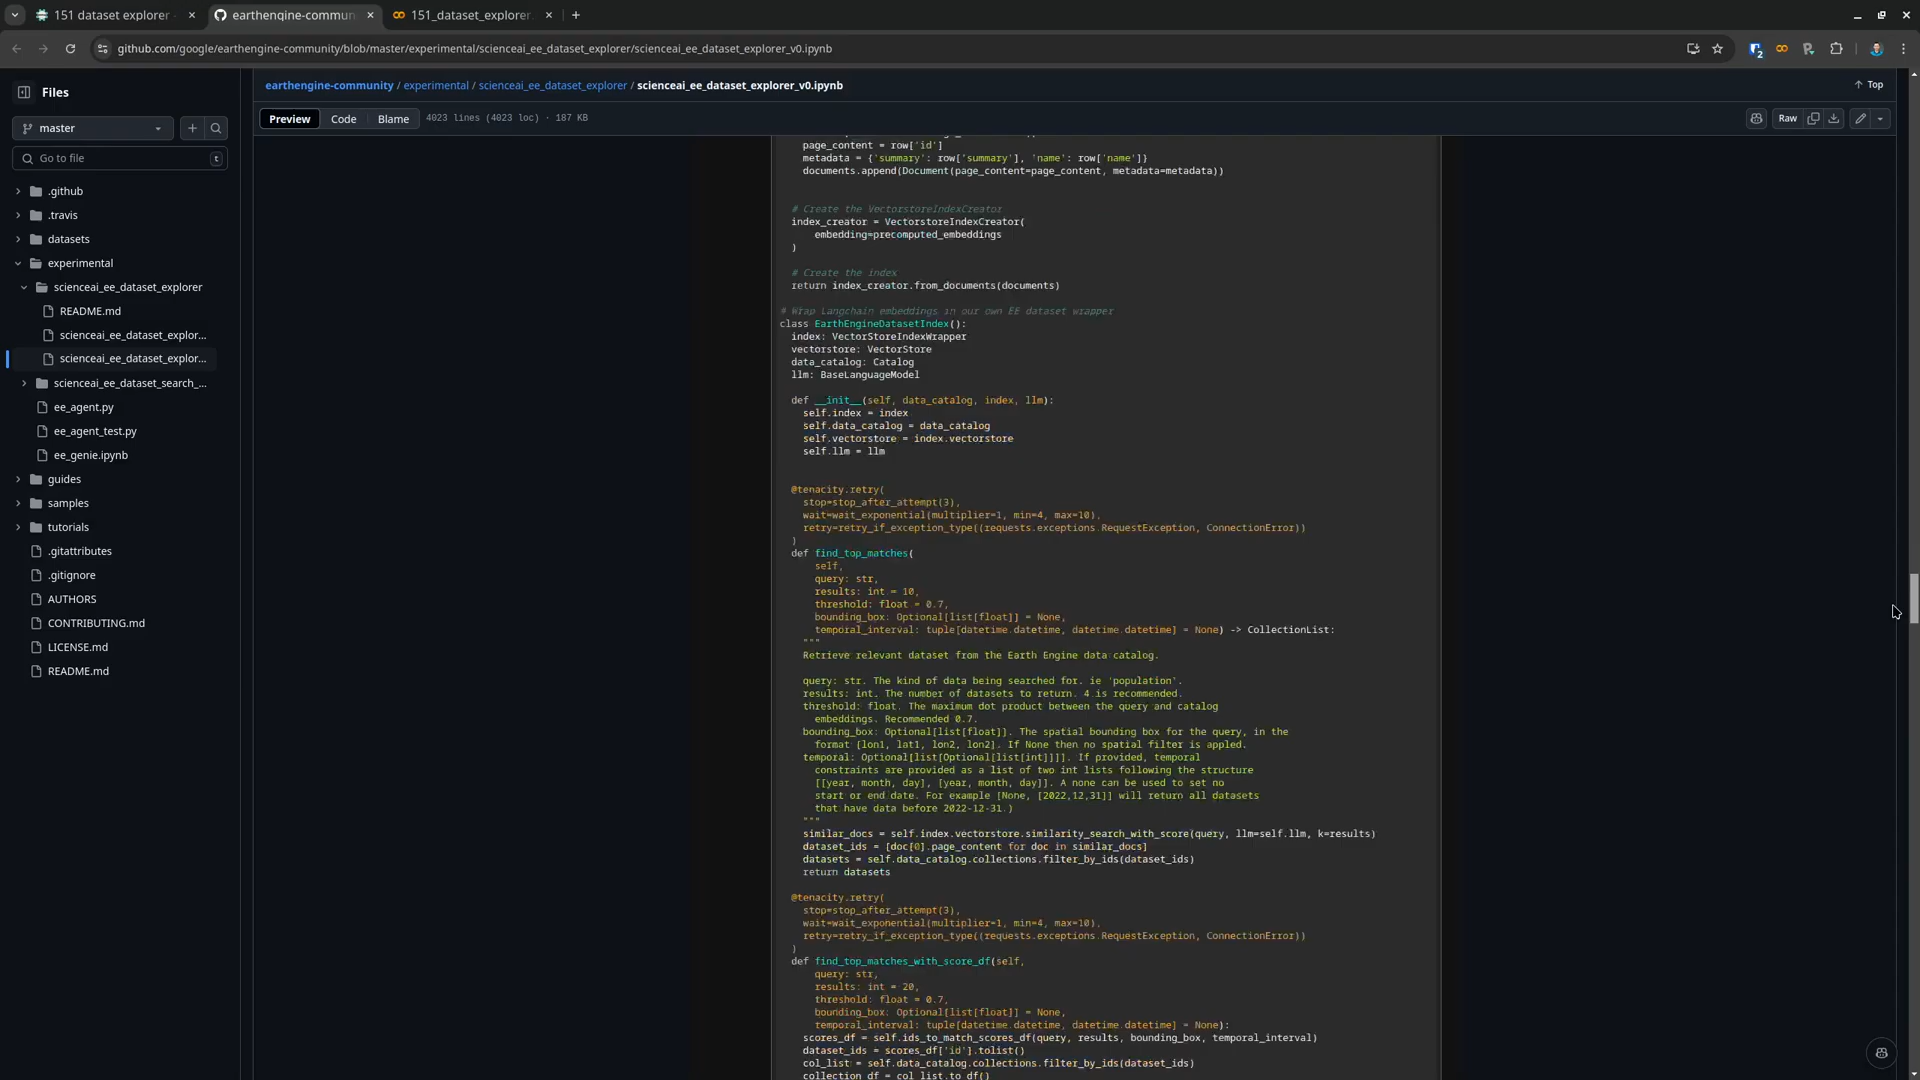 151 dataset explorer
earthengine-commun
151_dataset_explorer.
github.com/google/earthengine-community/blob/master/experimental/scienceai_ee_dataset_explorer/scienceai_ee_dataset_explorer_v0.ipynb
Files
master
Go to file
t
.github
.travis
datasets
experimental
scienceai_ee_dataset_explorer
README.md
scienceai_ee_dataset_explor...
scienceai_ee_dataset_explor...
scienceai_ee_dataset_search_...
ee_agent.py
ee_agent_test.py
ee_genie.ipynb
guides
samples
tutorials
.gitattributes
.gitignore
AUTHORS
CONTRIBUTING.md
LICENSE.md
README.md
earthengine-community / experimental / scienceai_ee_dataset_explorer / scienceai_ee_dataset_explorer_v0.ipynb
Top
Preview Code Blame 4023 lines (4023 loc) · 187 KB
Raw
page_content = row['id']
metadata = {'summary': row['summary'], 'name': row['name']}
documents.append(Document(page_content=page_content, metadata=metadata))
# Create the VectorstoreIndexCreator
index_creator = VectorstoreIndexCreator(
embedding=precomputed_embeddings
)
# Create the index
return index_creator.from_documents(documents)
# Wrap Langchain embeddings in our own EE dataset wrapper
class EarthEngineDatasetIndex():
index: VectorStoreIndexWrapper
vectorstore: VectorStore
data_catalog: Catalog
llm: BaseLanguageModel
def __init__(self, data_catalog, index, llm):
self.index = index
self.data_catalog = data_catalog
self.vectorstore = index.vectorstore
self.llm = llm
@tenacity.retry(
stop=stop_after_attempt(3),
wait=wait_exponential(multiplier=1, min=4, max=10),
retry=retry_if_exception_type((requests.exceptions.RequestException, ConnectionError))
)
def find_top_matches(
self,
query: str,
results: int = 10,
threshold: float = 0.7,
bounding_box: Optional[list[float]] = None,
temporal_interval: tuple[datetime.datetime, datetime.datetime] = None) -> CollectionList:
"""
Retrieve relevant dataset from the Earth Engine data catalog.
query: str. The kind of data being searched for. ie 'population'.
results: int. The number of datasets to return. 4 is recommended.
threshold: float. The maximum dot product between the query and catalog
embeddings. Recommended 0.7.
bounding_box: Optional[list[float]]. The spatial bounding box for the query, in the
format [lon1, lat1, lon2, lon2]. If None then no spatial filter is appled.
temporal: Optional[list[Optional[list[int]]]]. If provided, temporal
constraints are provided as a list of two int lists following the structure
[[year, month, day], [year, month, day]]. A none can be used to set no
start or end date. For example [None, [2022,12,31]] will return all datasets
that have data before 2022-12-31.)
"""
similar_docs = self.index.vectorstore.similarity_search_with_score(query, llm=self.llm, k=results)
dataset_ids = [doc[0].page_content for doc in similar_docs]
datasets = self.data_catalog.collections.filter_by_ids(dataset_ids)
return datasets
@tenacity.retry(
stop=stop_after_attempt(3),
wait=wait_exponential(multiplier=1, min=4, max=10),
retry=retry_if_exception_type((requests.exceptions.RequestException, ConnectionError))
)
def find_top_matches_with_score_df(self,
query: str,
results: int = 20,
threshold: float = 0.7,
bounding_box: Optional[list[float]] = None,
temporal_interval: tuple[datetime.datetime, datetime.datetime] = None):
scores_df = self.ids_to_match_scores_df(query, results, bounding_box, temporal_interval)
dataset_ids = scores_df['id'].tolist()
col_list = self.data_catalog.collections.filter_by_ids(dataset_ids)
collection_df = col_list.to_df()